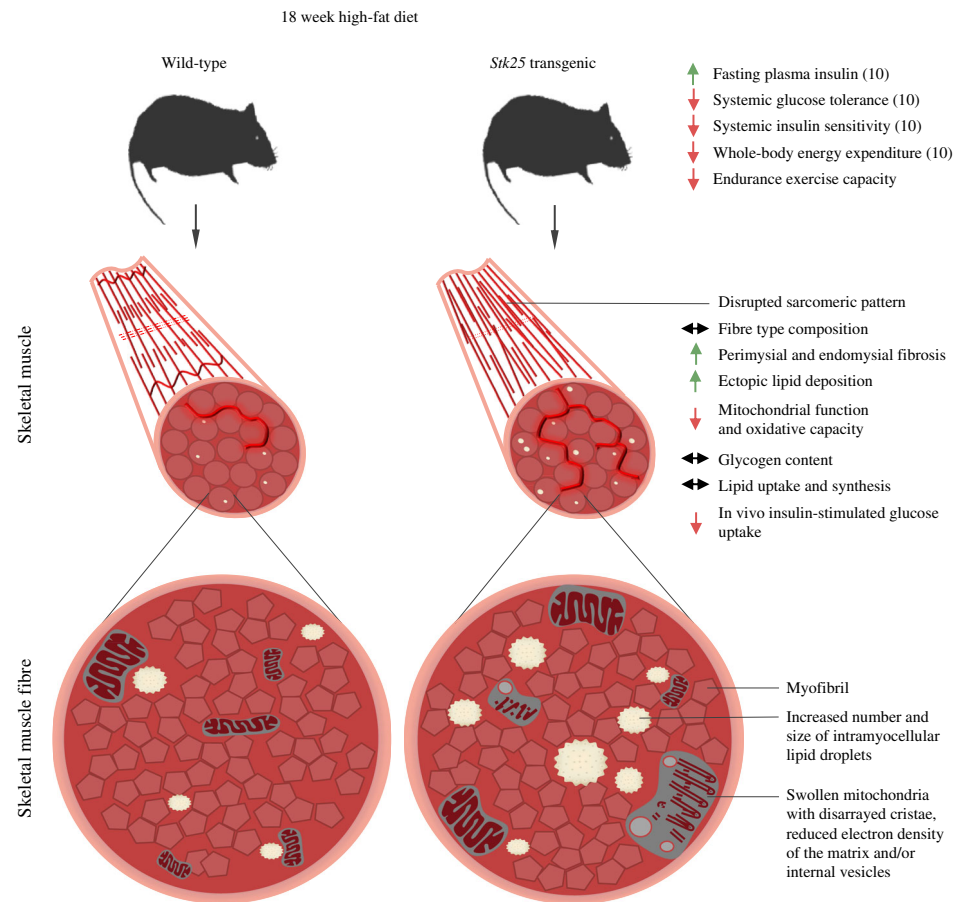 18 week high-fat diet
Wild-type
Stk25 transgenic
Fasting plasma insulin (10)
Systemic glucose tolerance (10)
Systemic insulin sensitivity (10)
Whole-body energy expenditure (10)
Endurance exercise capacity
Skeletal muscle
Disrupted sarcomeric pattern
Fibre type composition
Perimysial and endomysial fibrosis
Ectopic lipid deposition
Mitochondrial function
and oxidative capacity
Glycogen content
Lipid uptake and synthesis
In vivo insulin-stimulated glucose
uptake
Skeletal muscle fibre
Myofibril
Increased number and
size of intramyocellular
lipid droplets
Swollen mitochondria
with disarrayed cristae,
reduced electron density
of the matrix and/or
internal vesicles